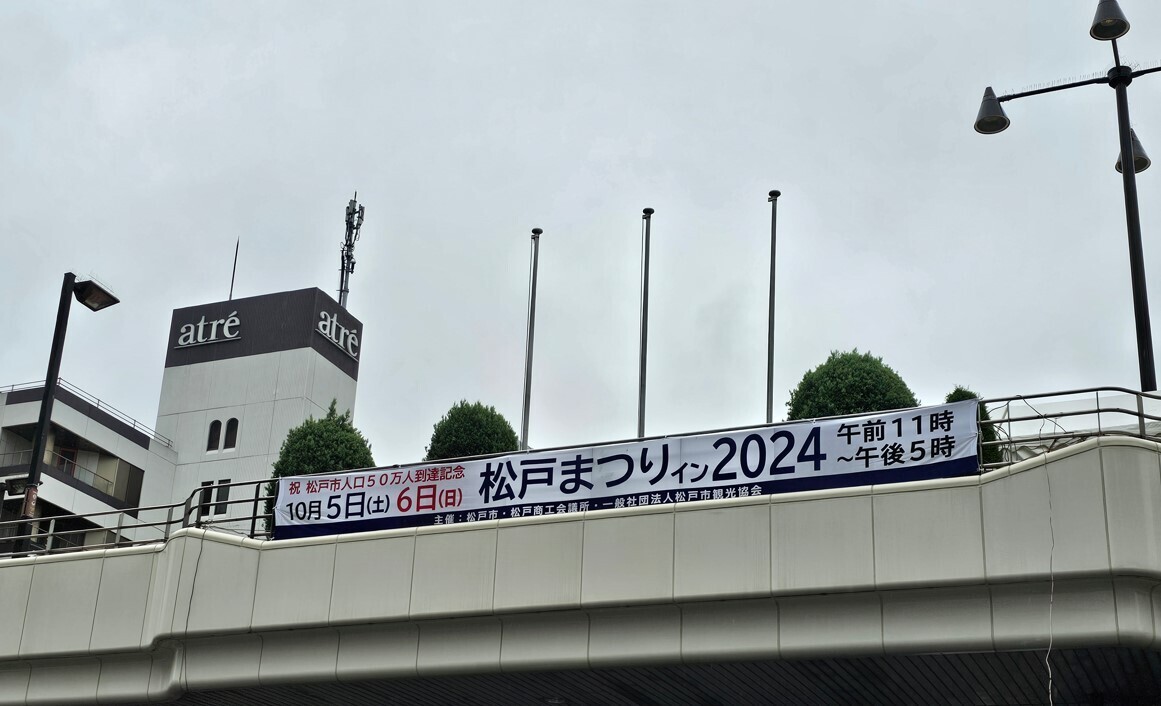 atré
atré
祝 松戸市人口50万人到達記念
10月5日(土)6日(日)
松戸まつりイン2024
午前11時
~午後5時
主催:松戸市・松戸商工会議所・一般社団法人松戸市観光協会